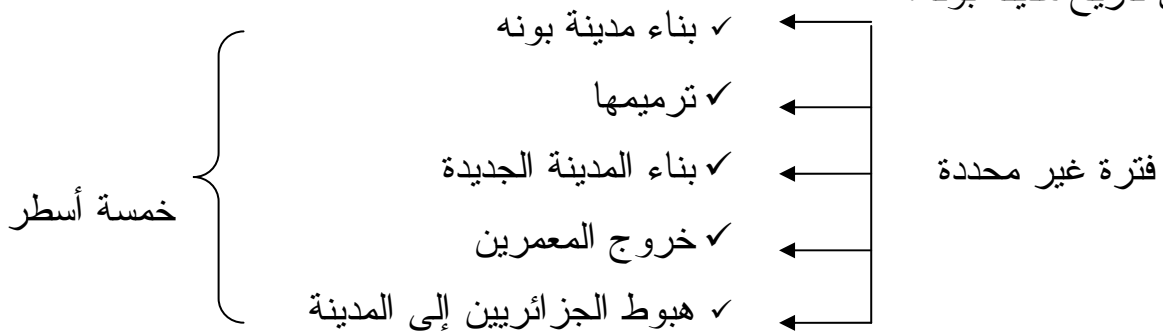 ✓ بناء مدينة بونه
✓ ترميمها
✓ بناء المدينة الجديدة
فترة غير محددة
خمسة أسطر
✓ خروج المعمرين
✓ هبوط الجزائريين إلى المدينة